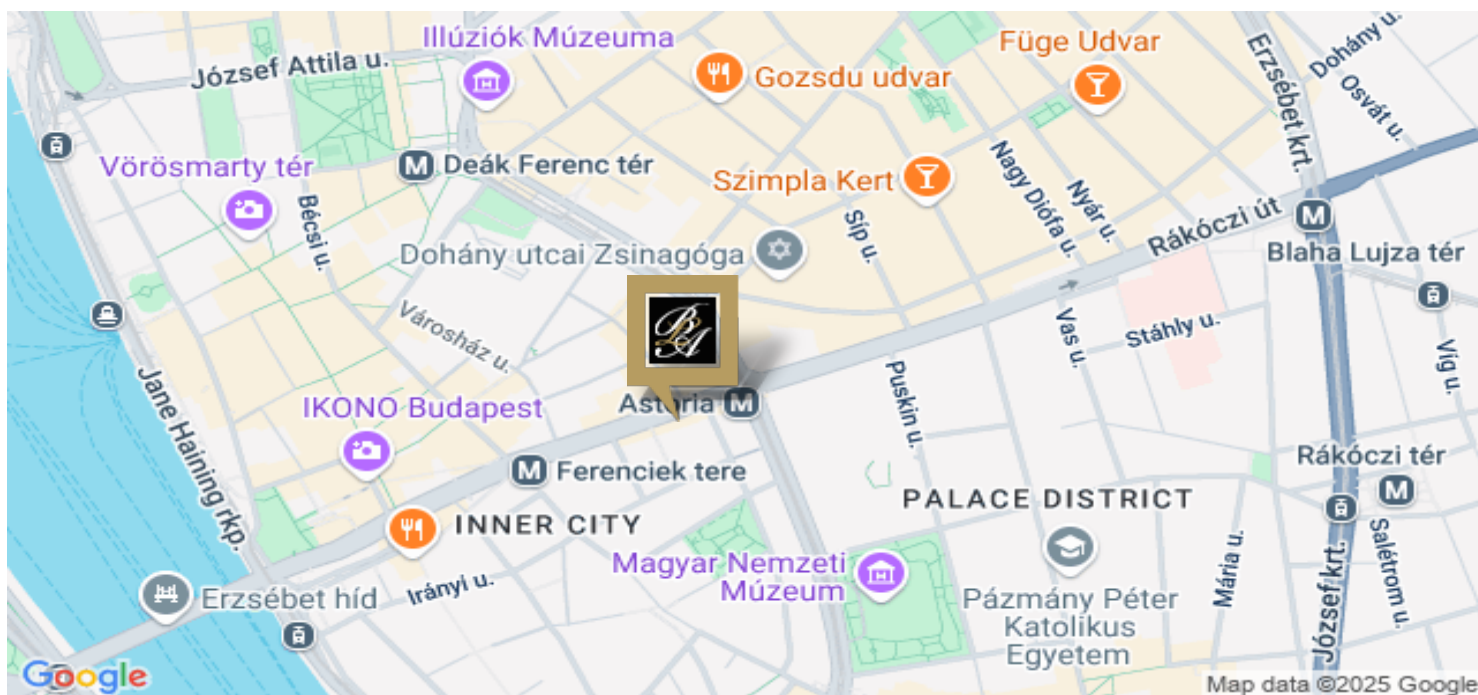 Illúziók Múzeuma
Füge Udvar
Dohány u.
Erzsébet krt.
József Attila u.
Gozsdu udvar
Osvát u.
Vörösmarty tér
M Deák Ferenc tér
Szimpla Kert
Nagy Diófa u.
Nyár u.
Bécsi u.
Síp u.
Rákóczi út
M
Dohány utcai Zsinagóga
Blaha Lujza tér
Városház u.
BLA
Vas u.
Stáhly u.
Víg u.
Jane Haining rkp.
IKONO Budapest
Astoria M
Puskin u.
M Ferenciek tere
Rákóczi tér
M
PALACE DISTRICT
INNER CITY
Magyar Nemzeti
Múzeum
Mária u.
József krt.
Salétrom u.
Erzsébet híd
Irányi u.
Pázmány Péter
Katolikus
Egyetem
Google
Map data ©2025 Google